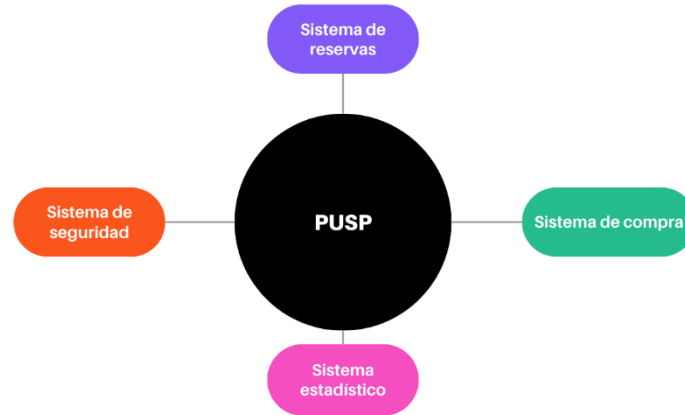 Sistema de
reservas
Sistema de
seguridad
PUSP
Sistema de compra
Sistema
estadístico